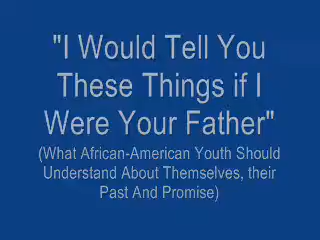 "I Would Tell You
These Things if I
Were Your Father"
(What African-American Youth Should
Understand About Themselves, their
Past And Promise)